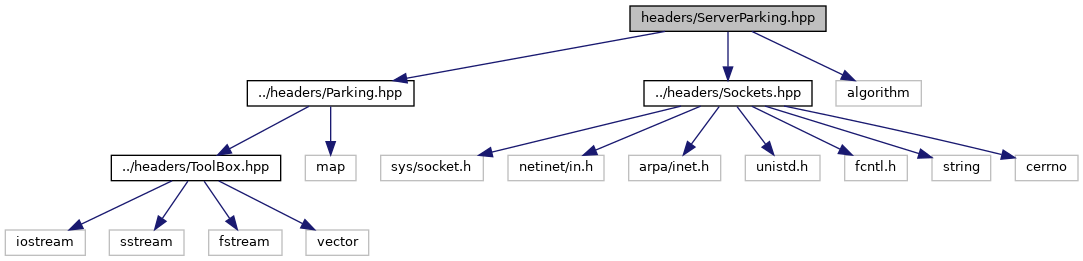 headers/ServerParking.hpp
../headers/Parking.hpp
../headers/Sockets.hpp
algorithm
../headers/ToolBox.hpp
map
sys/socket.h
netinet/in.h
arpa/inet.h
unistd.h
fcntl.h
string
cerrno
iostream
sstream
fstream
vector